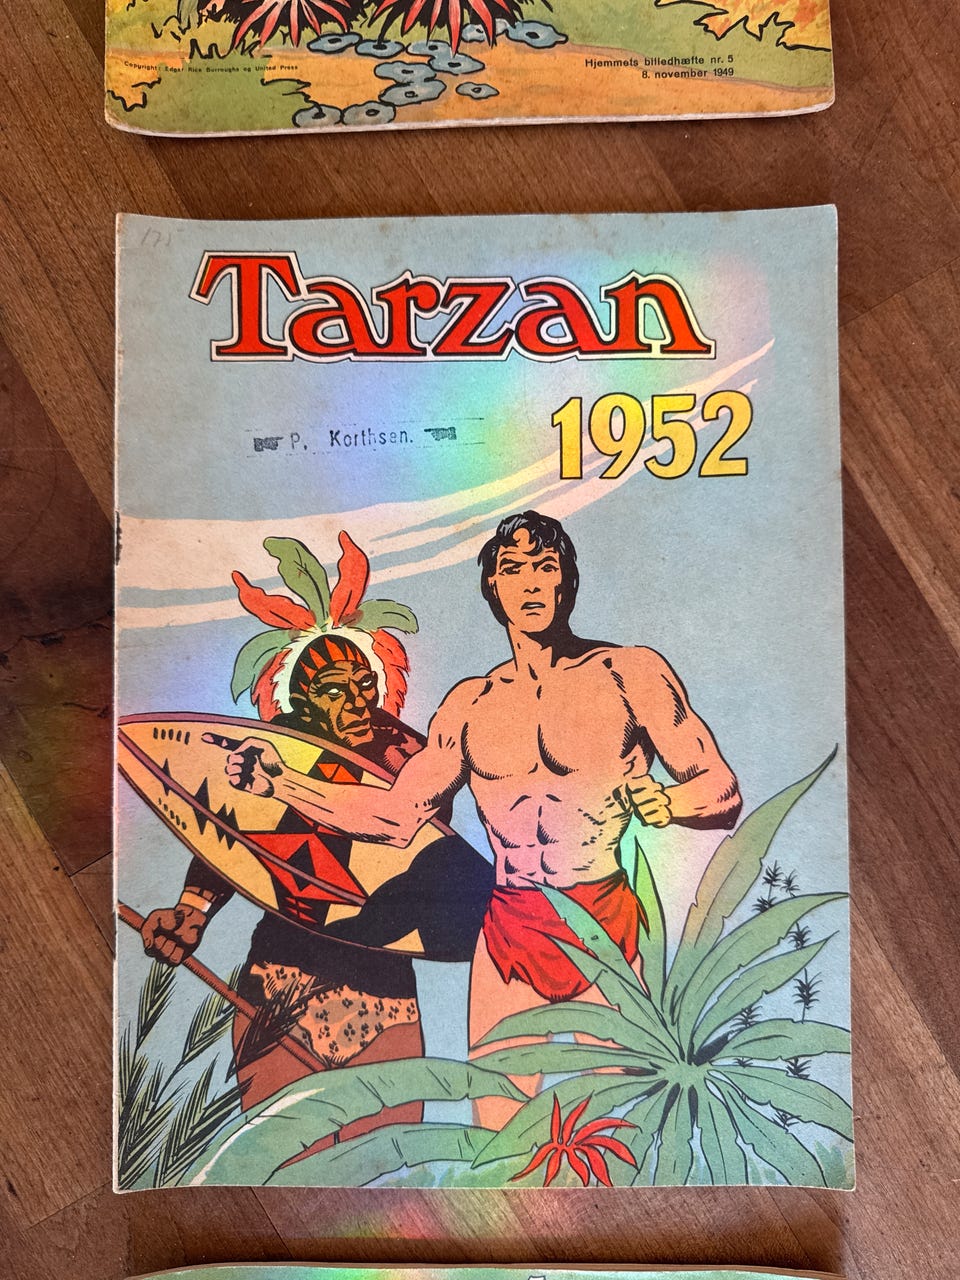 Copyright: Edgar Rice Burroughs og United Press
Hjemmets billedhæfte nr. 5
8. november 1949
Tarzan
1952
P. Korthsen.